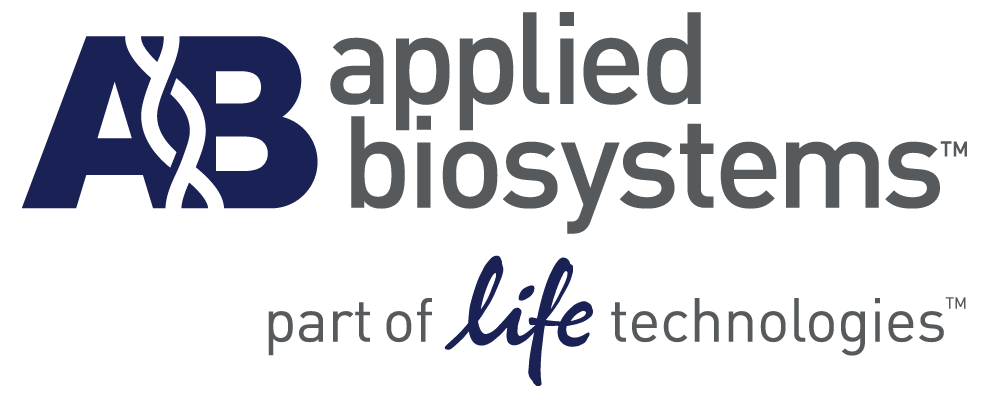 AB applied
biosystems™
part of life technologies™